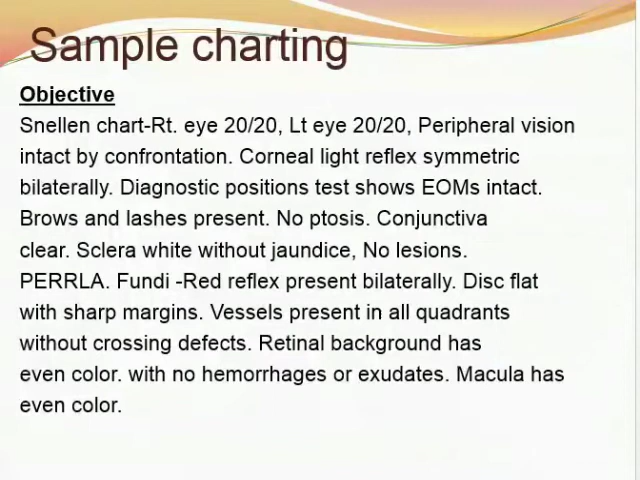 Sample charting
Objective
Snellen chart-Rt. eye 20/20, Lt eye 20/20, Peripheral vision
intact by confrontation. Corneal light reflex symmetric
bilaterally. Diagnostic positions test shows EOMs intact.
Brows and lashes present. No ptosis. Conjunctiva
clear. Sclera white without jaundice, No lesions.
PERRLA. Fundi -Red reflex present bilaterally. Disc flat
with sharp margins. Vessels present in all quadrants
without crossing defects. Retinal background has
even color. with no hemorrhages or exudates. Macula has
even color.